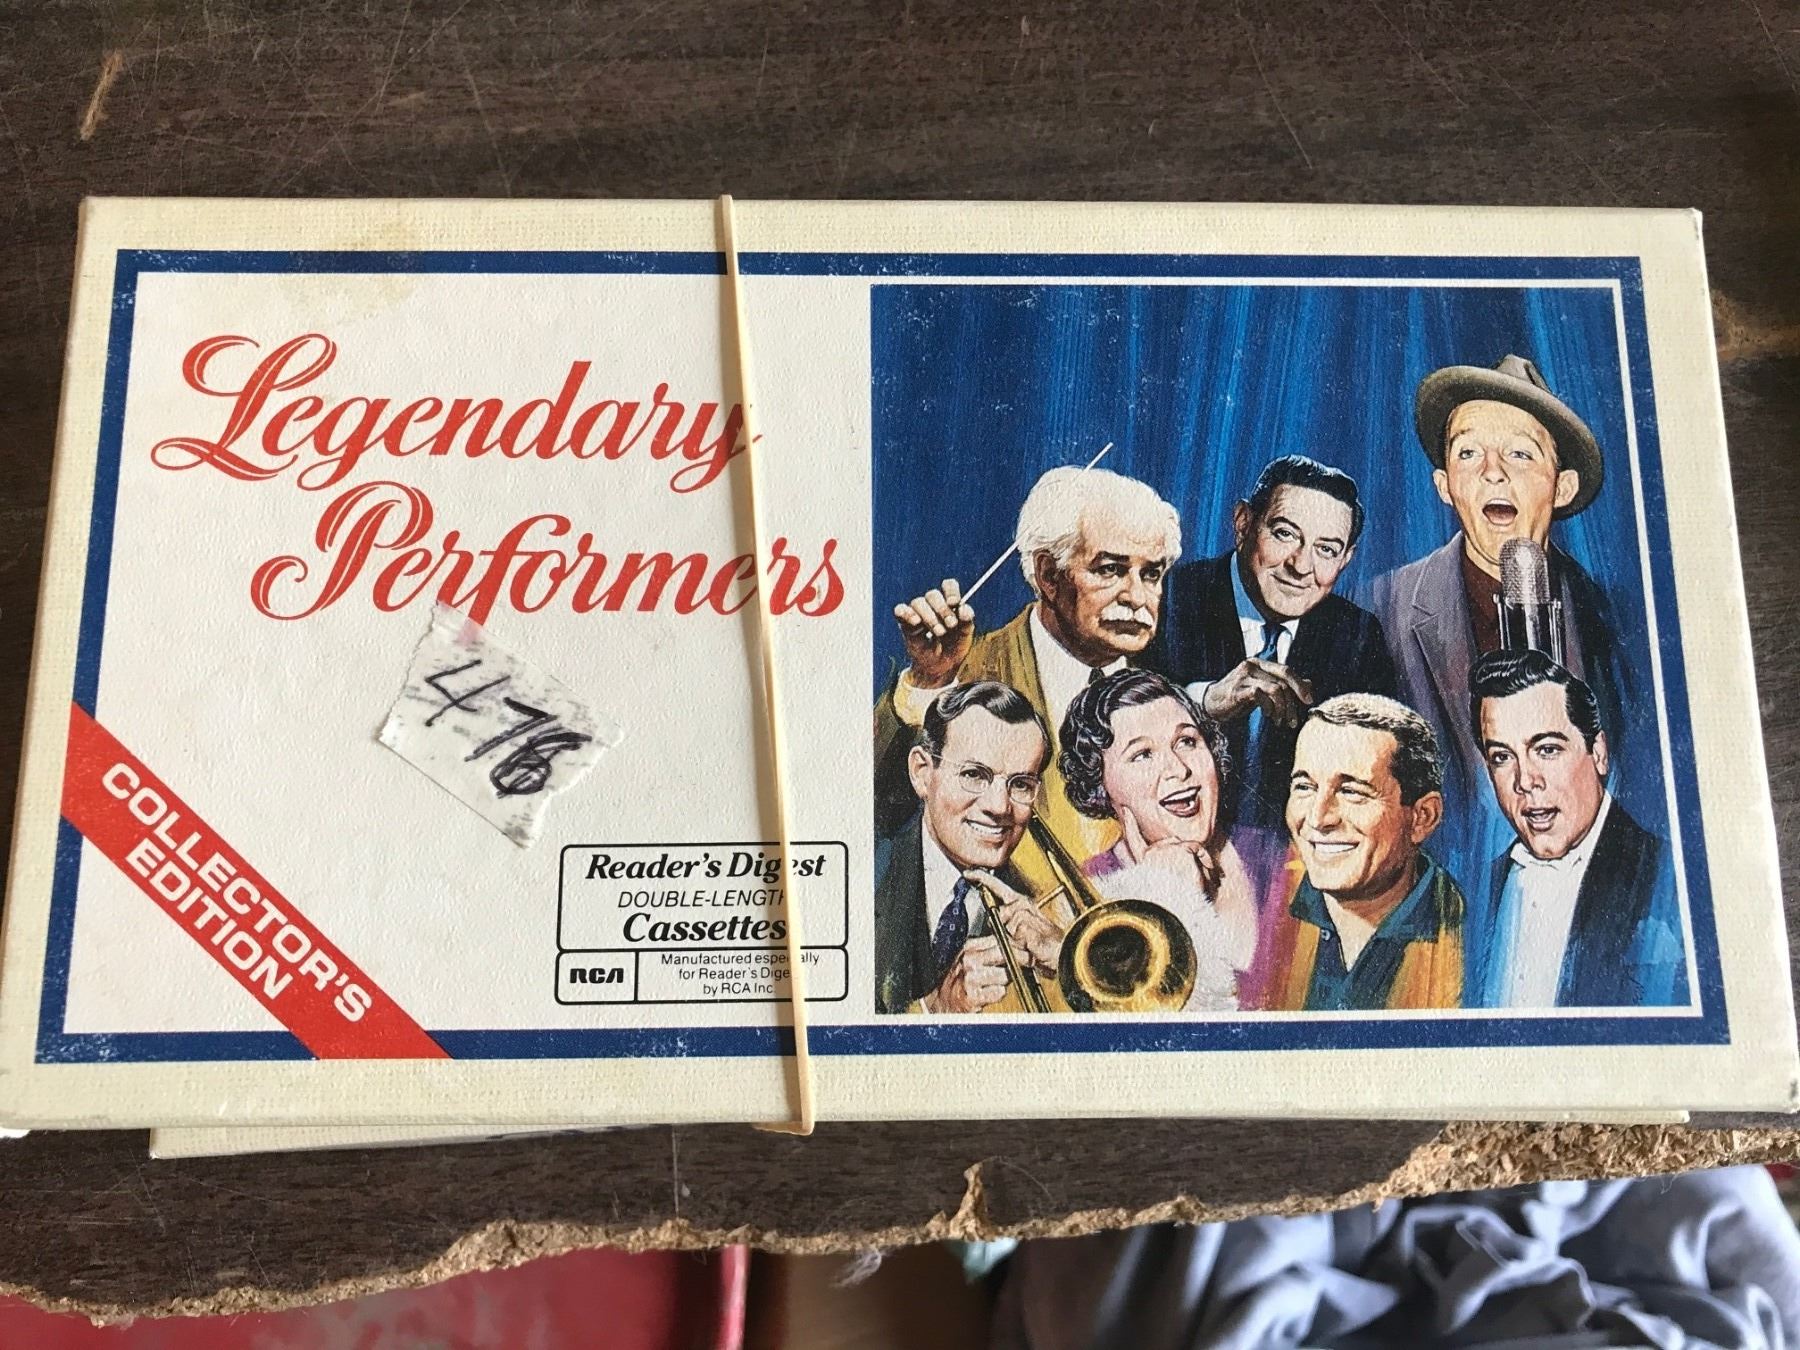 Legendary
Performers
476
COLLECTOR'S
EDITION
Reader's Digest
DOUBLE-LENGTH
Cassettes
RCA
Manufactured especially
for Reader's Digest
by RCA Inc.